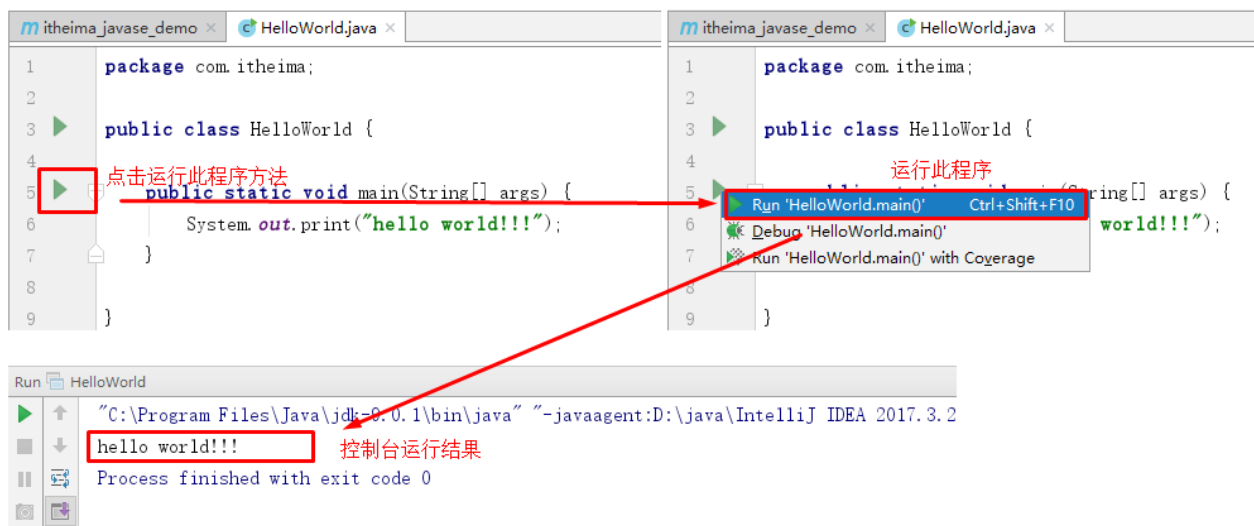 itheima_javase_demo × HelloWorld.java ×
1 package com.itheima;
2
3 public class HelloWorld {
4
点击运行此程序方法
5 public static void main(String[] args) {
6 System.out.print("hello world!!!");
7 }
8
9 }
itheima_javase_demo × HelloWorld.java ×
1 package com.itheima;
2
3 public class HelloWorld {
4
运行此程序
5 ring[] args) {
Run 'HelloWorld.main()' Ctrl+Shift+F10
6 world!!!");
Debug 'HelloWorld.main()'
7
Run 'HelloWorld.main()' with Coverage
8
9 }
Run HelloWorld
"C:\Program Files\Java\jdk-9.0.1\bin\java" "-javaagent:D:\java\IntelliJ IDEA 2017.3.2
hello world!!!
控制台运行结果
Process finished with exit code 0